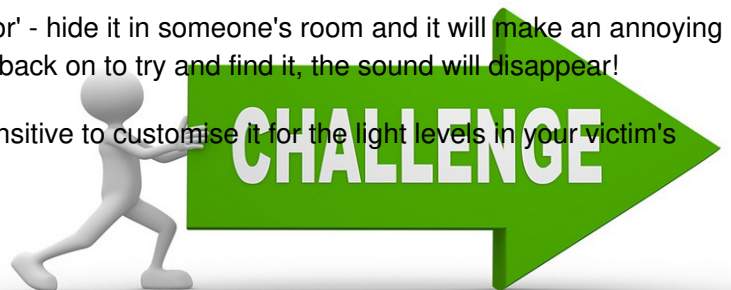 or' - hide it in someone's room and it will make an annoying
back on to try and find it, the sound will disappear!
nsitive to customise it for the light levels in your victim's
CHALLENGE